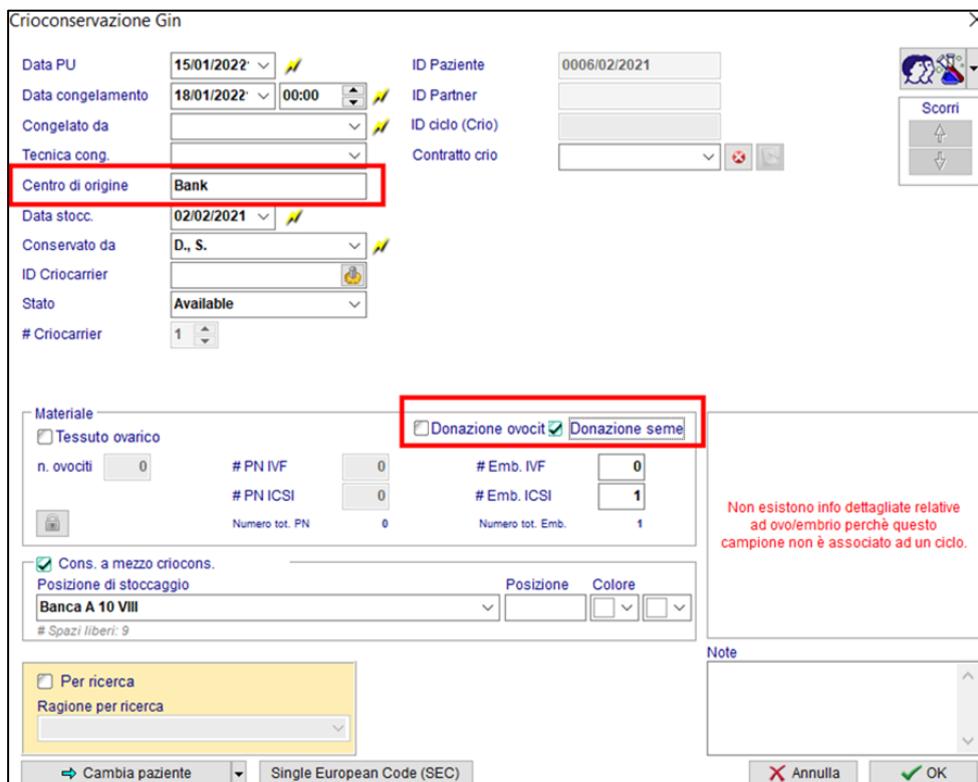 Crioconservazione Gin
Data PU 15/01/2022 ID Paziente 0006/02/2021
Data congelamento 18/01/2022 00:00 ID Partner
Scorri
Congelato da ID ciclo (Crio)
Tecnica cong. Contratto crio
Centro di origine Bank
Data stocc. 02/02/2021
Conservato da D., S.
ID Criocarrier
Stato Available
# Criocarrier 1
Materiale
Tessuto ovarico Donazione ovocit Donazione seme
n. ovociti 0 # PN IVF 0 # Emb. IVF 0
# PN ICSI 0 # Emb. ICSI 1
Numero tot. PN 0 Numero tot. Emb. 1
Non esistono info dettagliate relative
ad ovo/embrio perchè questo
campione non è associato ad un ciclo.
Cons. a mezzo criocons.
Posizione di stoccaggio Posizione Colore
Banca A 10 VIII
# Spazi liberi: 9
Note
Per ricerca
Ragione per ricerca
Cambia paziente Single European Code (SEC) Annulla OK